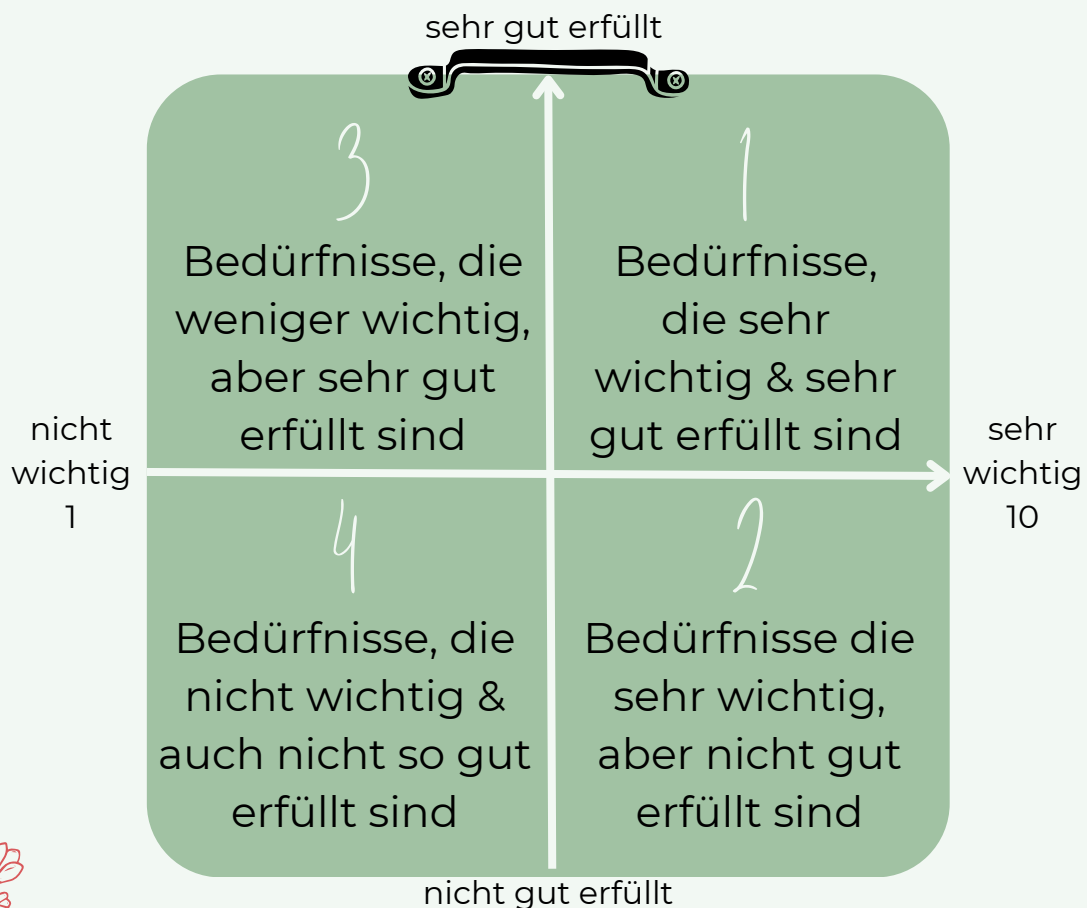 sehr gut erfüllt
3
Bedürfnisse, die
weniger wichtig,
aber sehr gut
erfüllt sind
1
Bedürfnisse,
die sehr
wichtig & sehr
gut erfüllt sind
nicht
wichtig
1
sehr
wichtig
10
4
Bedürfnisse, die
nicht wichtig &
auch nicht so gut
erfüllt sind
2
Bedürfnisse die
sehr wichtig,
aber nicht gut
erfüllt sind
nicht gut erfüllt